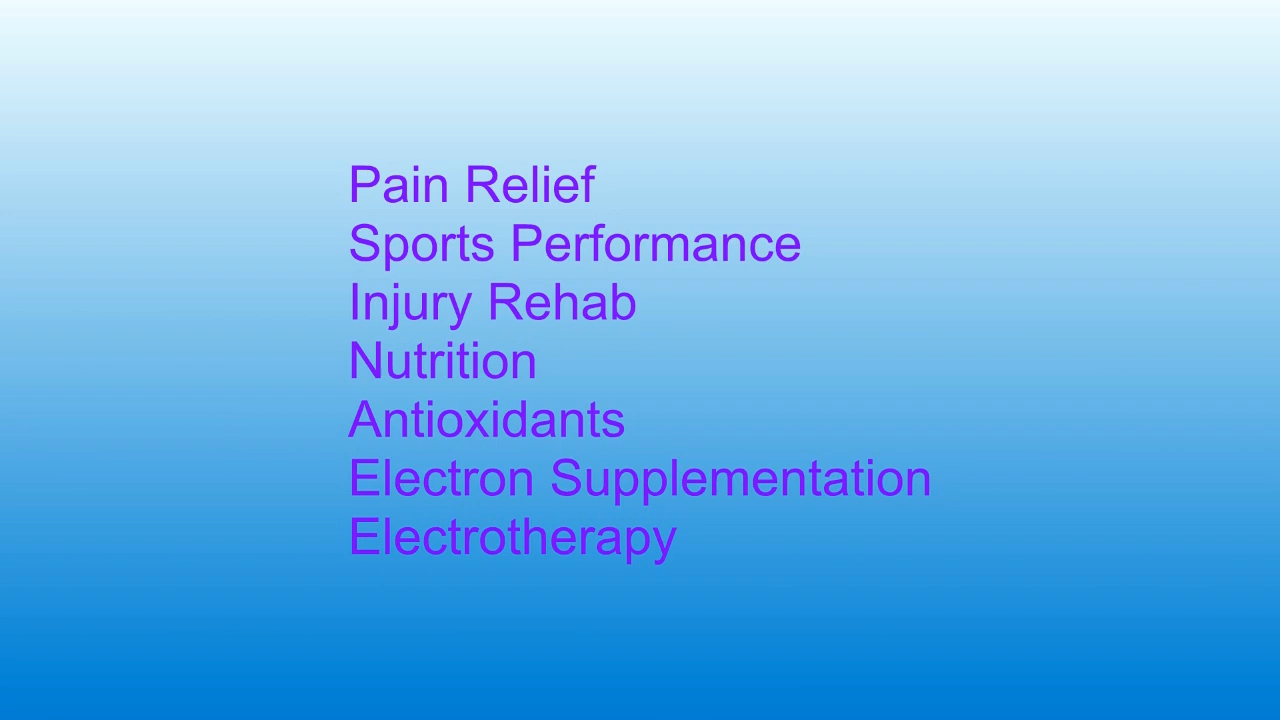 Pain Relief
Sports Performance
Injury Rehab
Nutrition
Antioxidants
Electron Supplementation
Electrotherapy